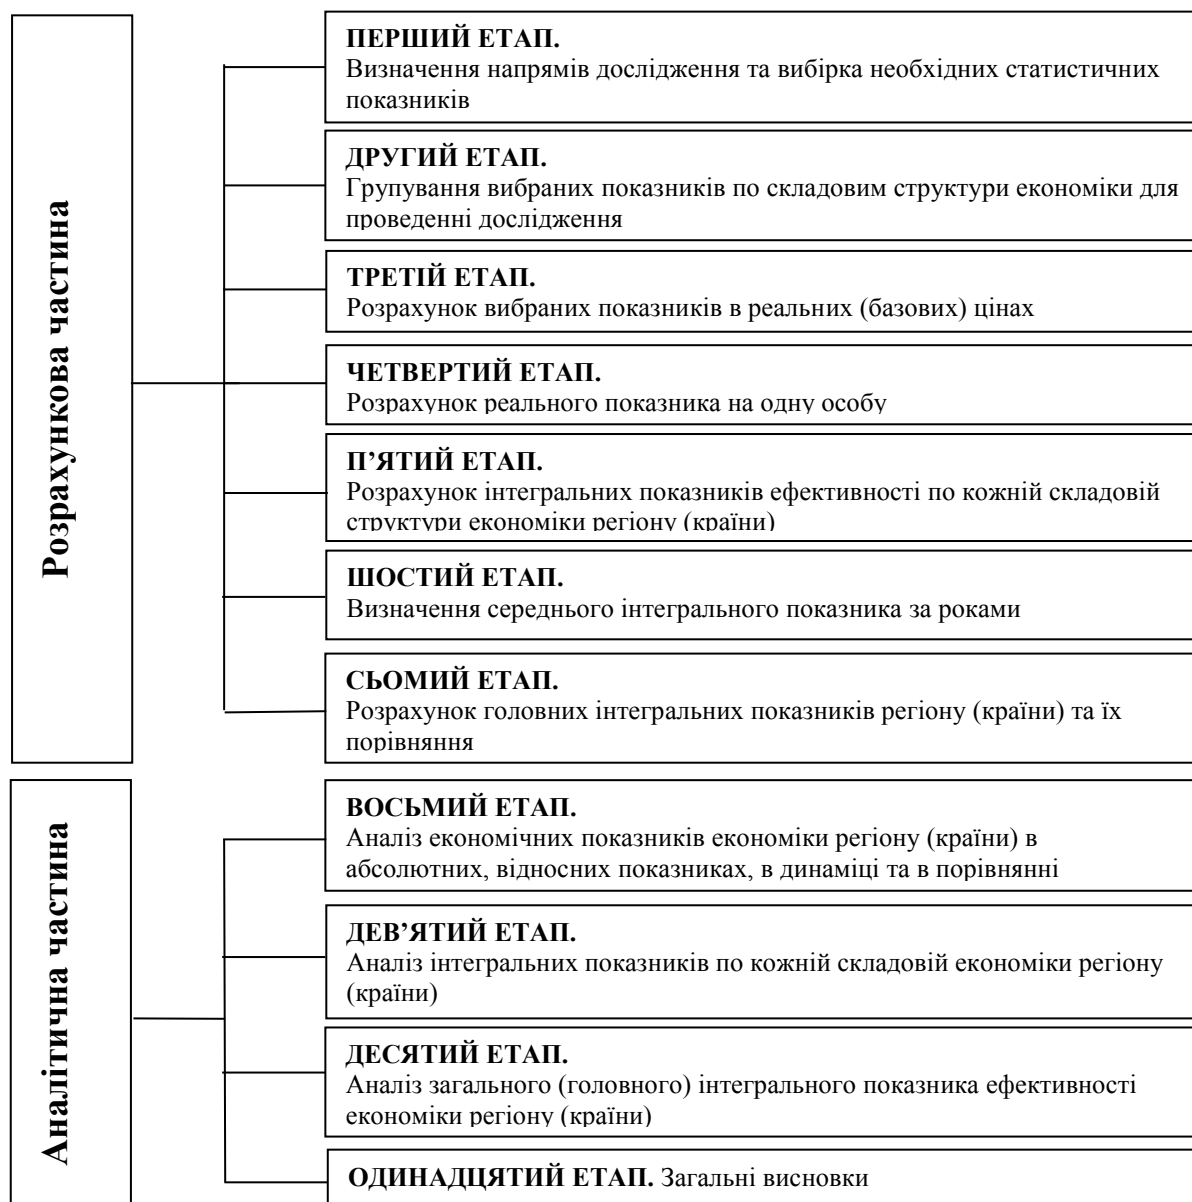 Розрахункова частина
ПЕРШИЙ ЕТАП.
Визначення напрямів дослідження та вибірка необхідних статистичних
показників
ДРУГИЙ ЕТАП.
Групування вибраних показників по складовим структури економіки для
проведенні дослідження
ТРЕТІЙ ЕТАП.
Розрахунок вибраних показників в реальних (базових) цінах
ЧЕТВЕРТИЙ ЕТАП.
Розрахунок реального показника на одну особу
П’ЯТИЙ ЕТАП.
Розрахунок інтегральних показників ефективності по кожній складовій
структури економіки регіону (країни)
ШОСТИЙ ЕТАП.
Визначення середнього інтегрального показника за роками
СЬОМИЙ ЕТАП.
Розрахунок головних інтегральних показників регіону (країни) та їх
порівняння
Аналітична частина
ВОСЬМИЙ ЕТАП.
Аналіз економічних показників економіки регіону (країни) в
абсолютних, відносних показниках, в динаміці та в порівнянні
ДЕВ’ЯТИЙ ЕТАП.
Аналіз інтегральних показників по кожній складовій економіки регіону
(країни)
ДЕСЯТИЙ ЕТАП.
Аналіз загального (головного) інтегрального показника ефективності
економіки регіону (країни)
ОДИНАДЦЯТИЙ ЕТАП. Загальні висновки